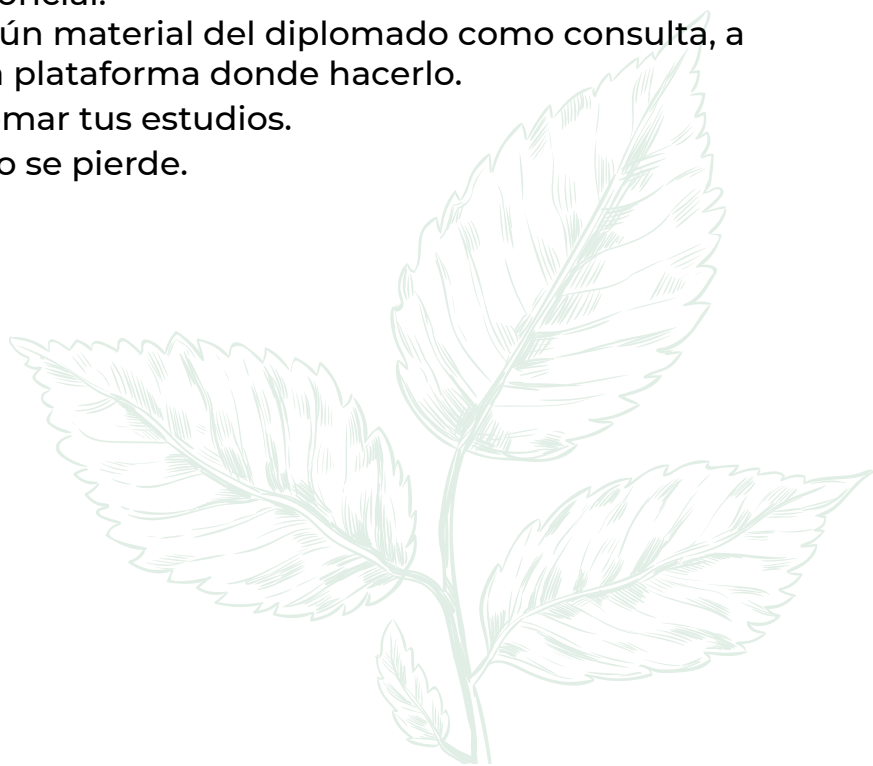 ún material del diplomado como consulta, a
plataforma donde hacerlo.
mar tus estudios.
o se pierde.